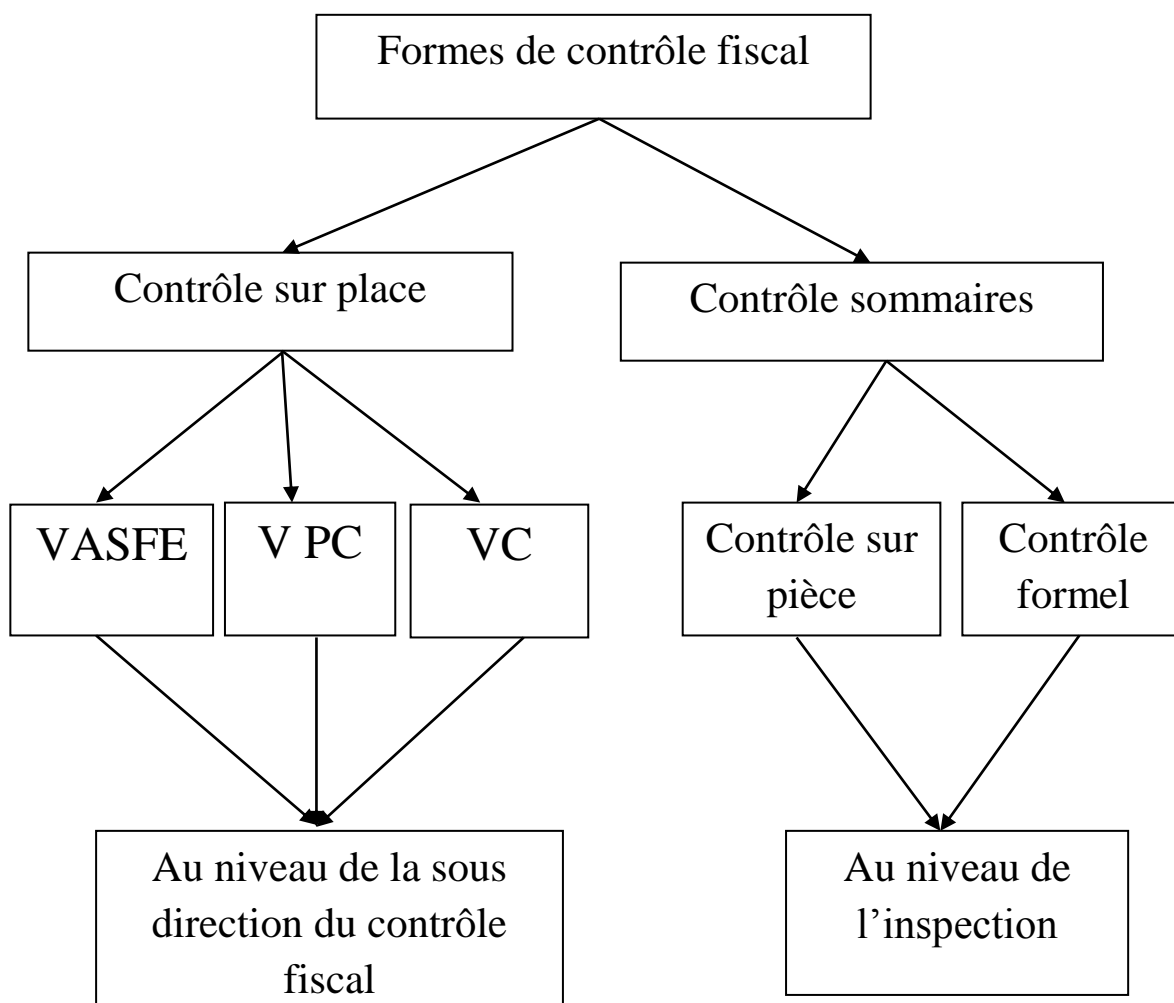 Formes de contrôle fiscal
Contrôle sur place
Contrôle sommaires
VASFE
V PC
VC
Contrôle sur
pièce
Contrôle
formel
Au niveau de la sous
direction du contrôle
fiscal
Au niveau de
l’inspection